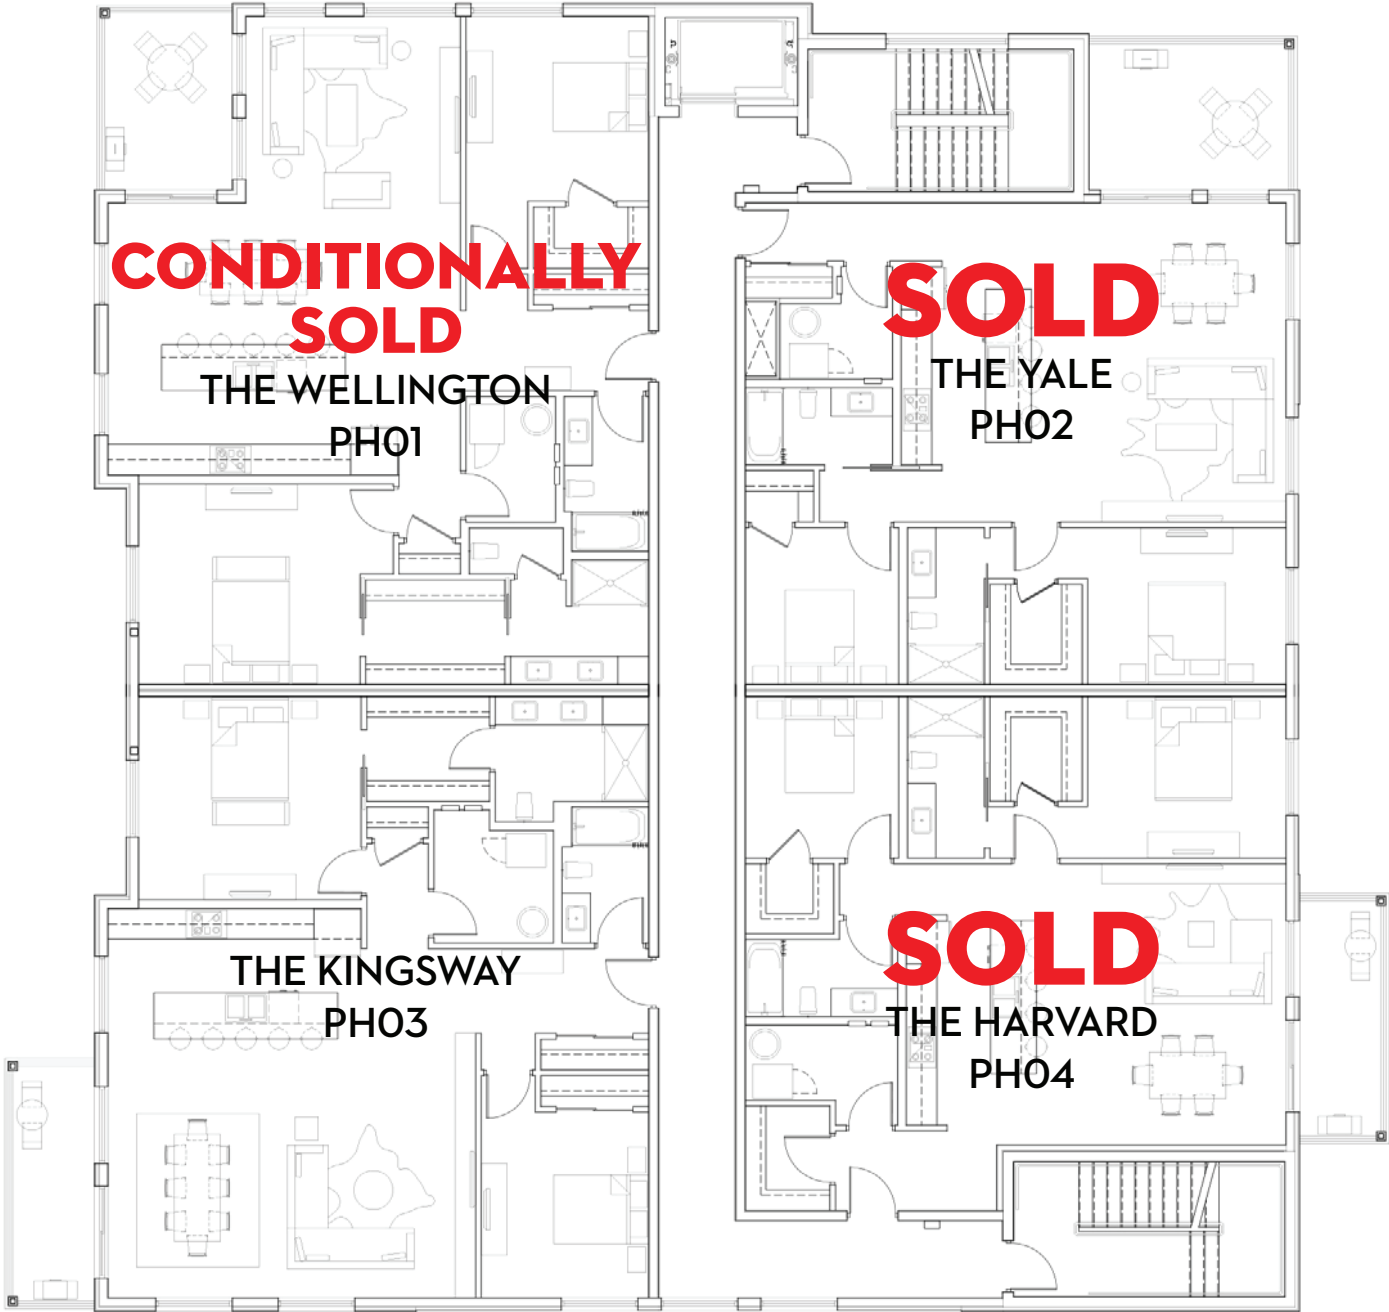 CONDITIONALLY
SOLD
THE WELLINGTON
PH01
SOLD
THE YALE
PH02
THE KINGSWAY
PH03
SOLD
THE HARVARD
PH04